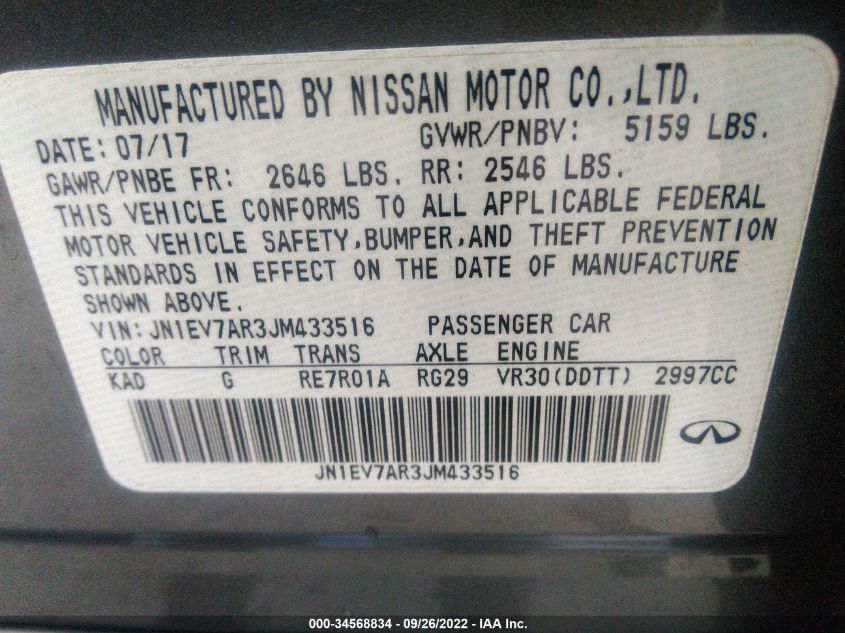 MANUFACTURED BY NISSAN MOTOR CO.,LTD.
DATE: 07/17 GVWR/PNBV: 5159 LBS.
GAWR/PNBE FR: 2646 LBS. RR: 2546 LBS.
THIS VEHICLE CONFORMS TO ALL APPLICABLE FEDERAL
MOTOR VEHICLE SAFETY,BUMPER,AND THEFT PREVENTION
STANDARDS IN EFFECT ON THE DATE OF MANUFACTURE
SHOWN ABOVE.
VIN: JN1EV7AR3JM433516 PASSENGER CAR
COLOR TRIM TRANS AXLE ENGINE
KAD G RE7R01A RG29 VR30(DDTT) 2997CC
JN1EV7AR3JM433516
000-34568834 - 09/26/2022 - IAA Inc.